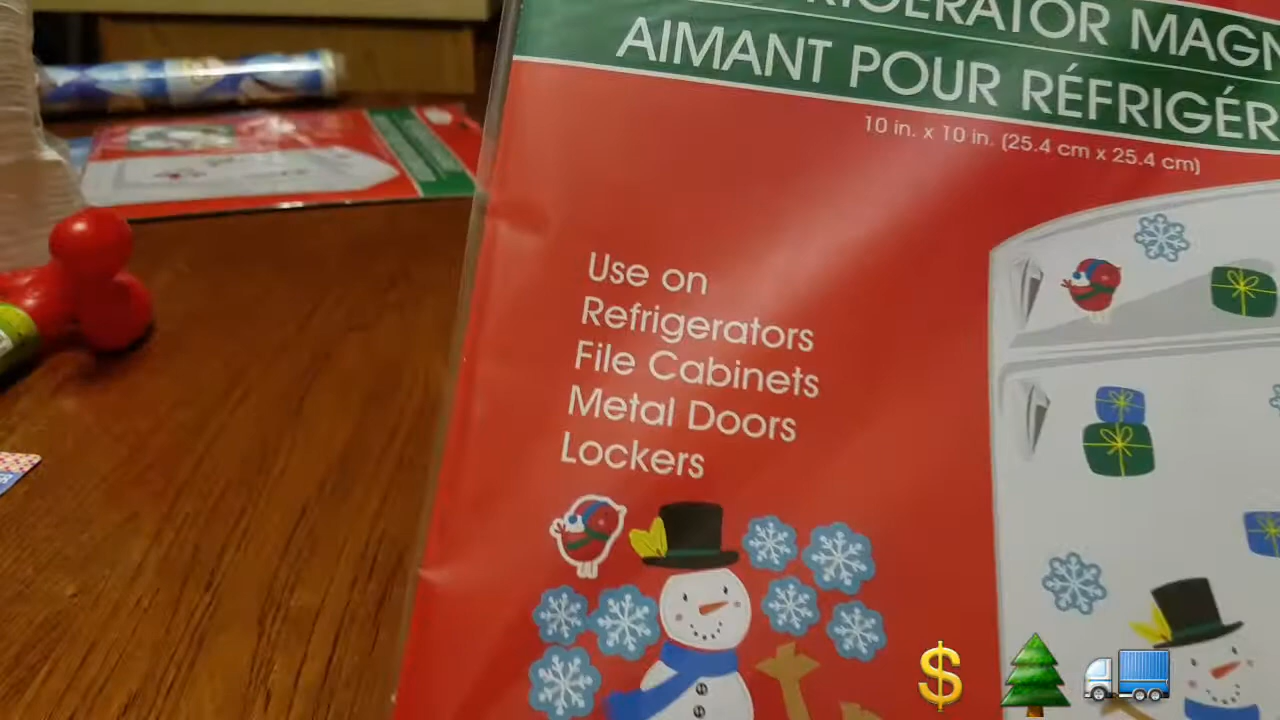 AIMANT POUR
10 in. x 10 in. (25.4 cm x 25.4 cm)
Use on
Refrigerators
File Cabinets
Metal Doors
Lockers